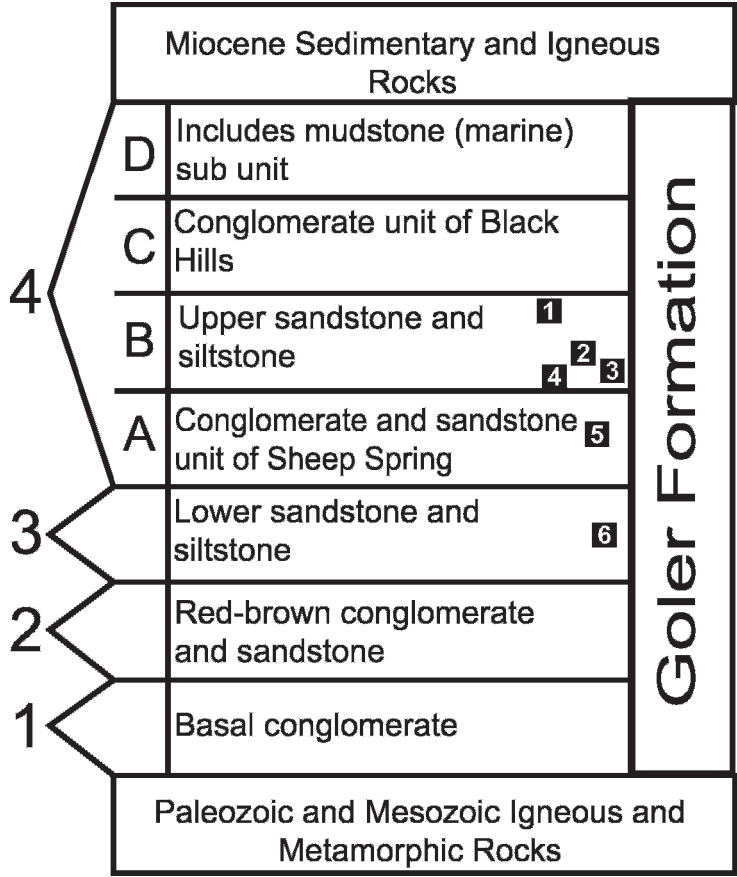 Miocene Sedimentary and Igneous
Rocks
4
D
Includes mudstone (marine)
sub unit
C
Conglomerate unit of Black
Hills
B
Upper sandstone and
siltstone
1
2
3
4
A
Conglomerate and sandstone
unit of Sheep Spring
5
3
Lower sandstone and
siltstone
6
2
Red-brown conglomerate
and sandstone
1
Basal conglomerate
Goler Formation
Paleozoic and Mesozoic Igneous and
Metamorphic Rocks